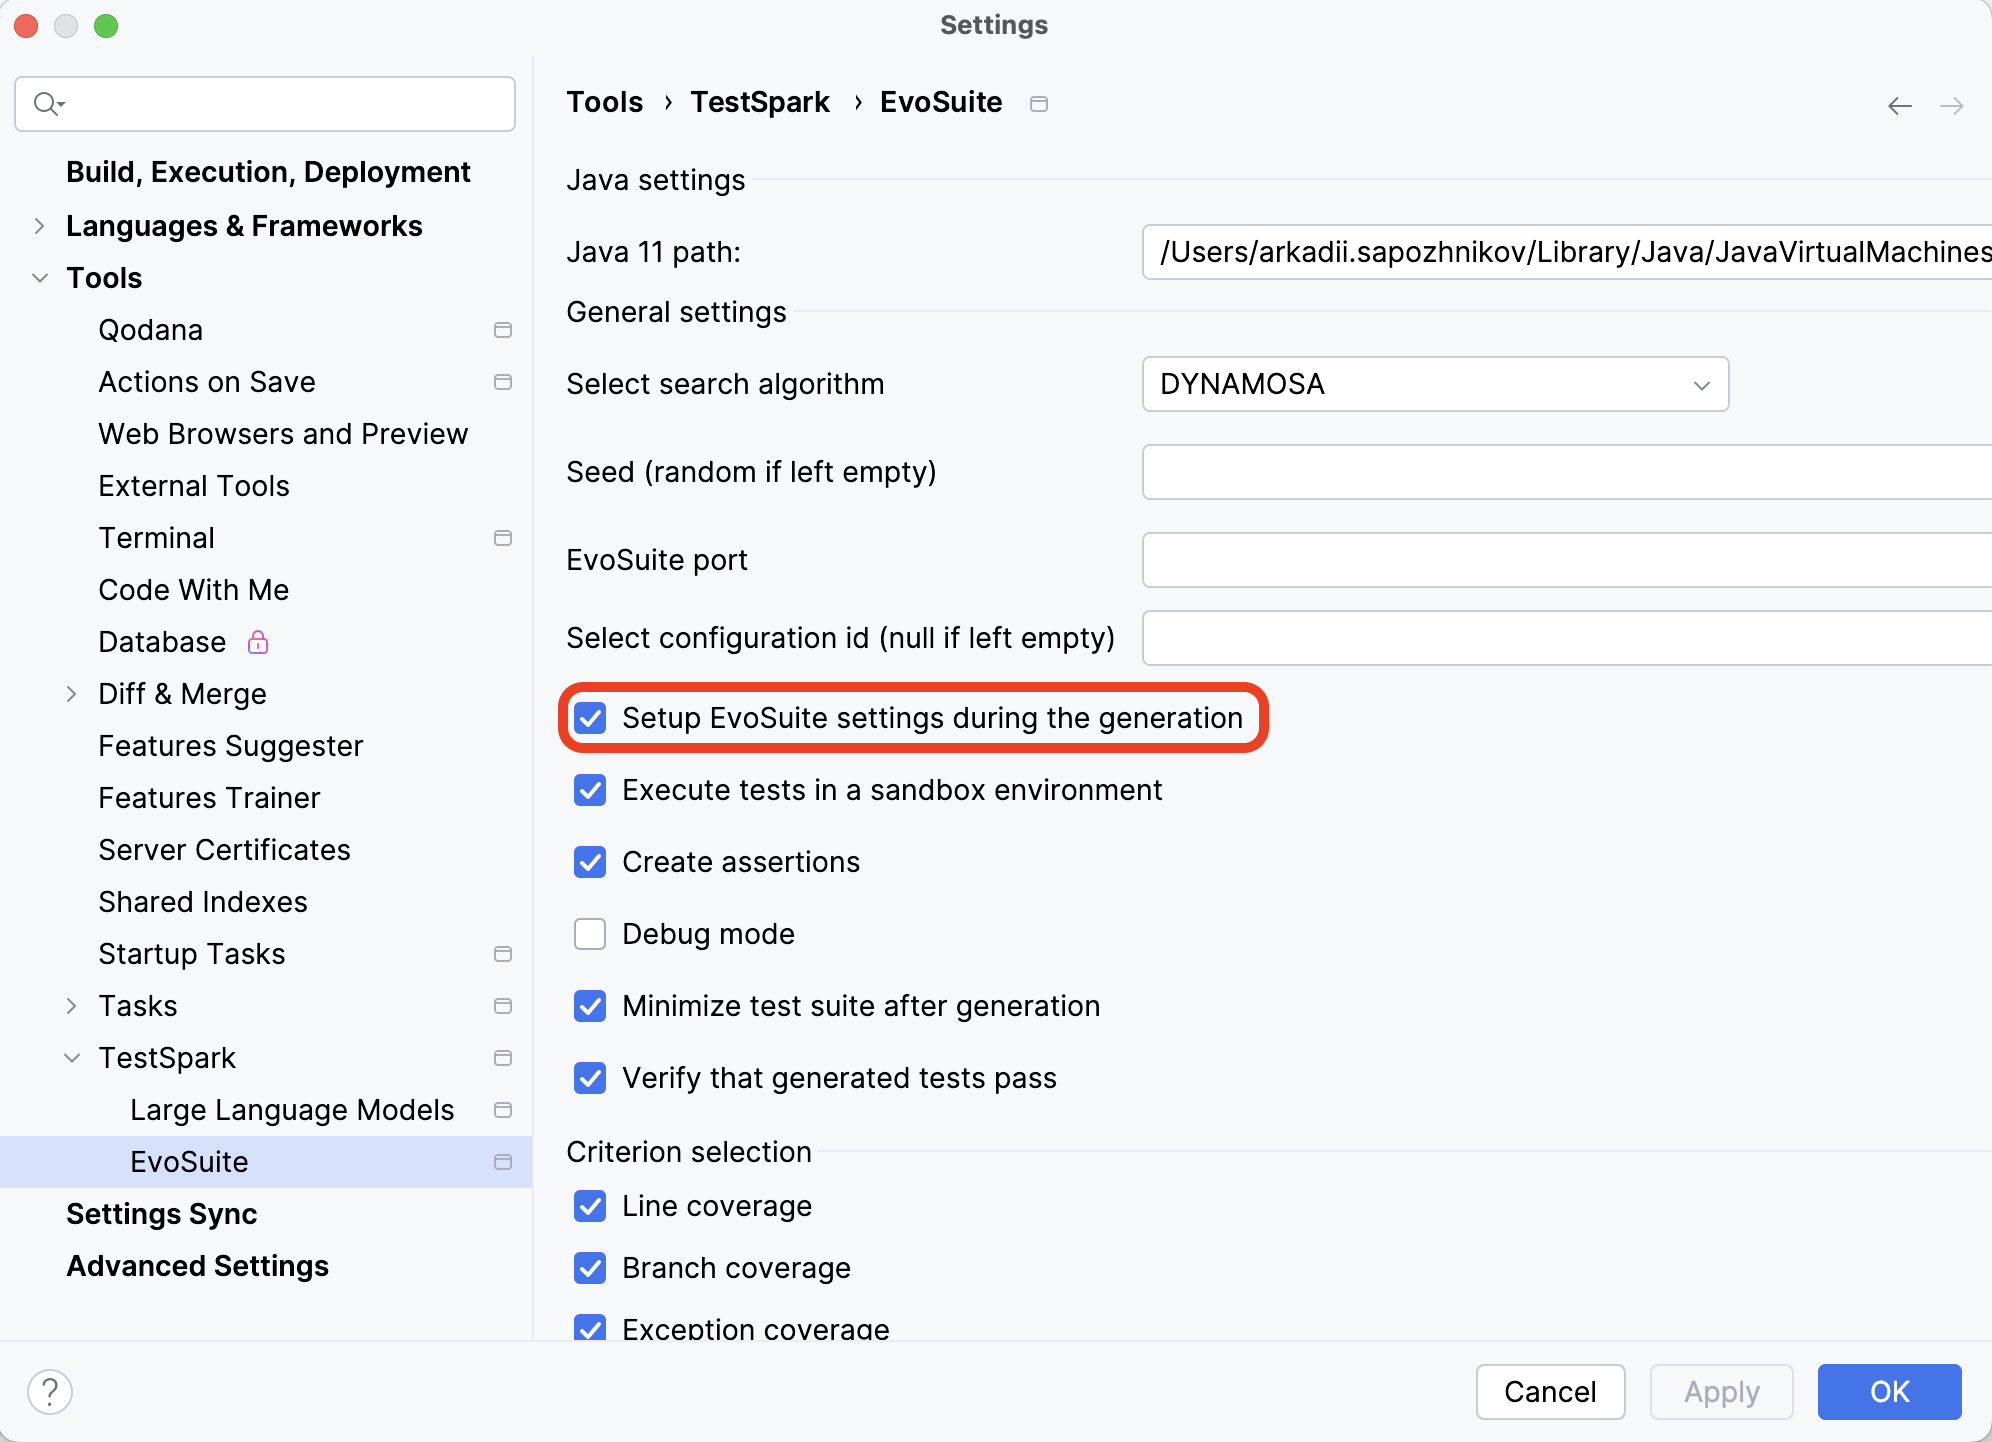 Settings
Build, Execution, Deployment
Languages & Frameworks
Tools
Qodana
Actions on Save
Web Browsers and Preview
External Tools
Terminal
Code With Me
Database
Diff & Merge
Features Suggester
Features Trainer
Server Certificates
Shared Indexes
Startup Tasks
Tasks
TestSpark
Large Language Models
EvoSuite
Settings Sync
Advanced Settings
?
Tools › TestSpark › EvoSuite
Java settings
Java 11 path: /Users/arkadii.sapozhnikov/Library/Java/JavaVirtualMachines
General settings
Select search algorithm DYNAMOSA
Seed (random if left empty)
EvoSuite port
Select configuration id (null if left empty)
Setup EvoSuite settings during the generation
Execute tests in a sandbox environment
Create assertions
Debug mode
Minimize test suite after generation
Verify that generated tests pass
Criterion selection
Line coverage
Branch coverage
Exception coverage
Cancel Apply OK